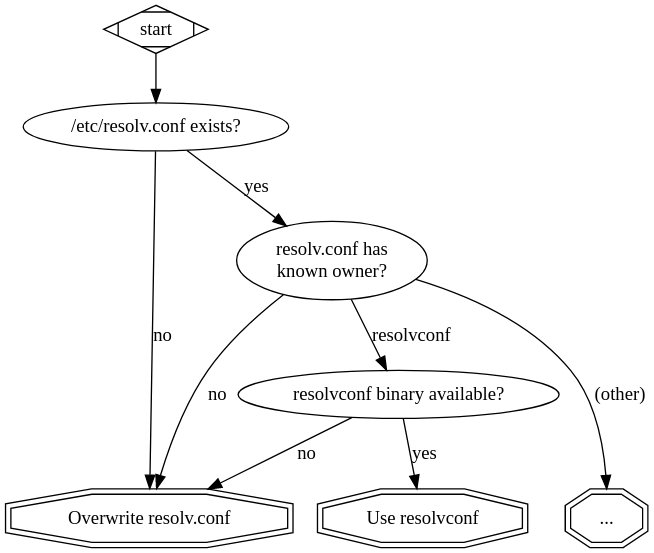 start
/etc/resolv.conf exists?
yes
resolv.conf has
known owner?
no
resolvconf
no
resolvconf binary available?
(other)
no
yes
Overwrite resolv.conf
Use resolvconf
...